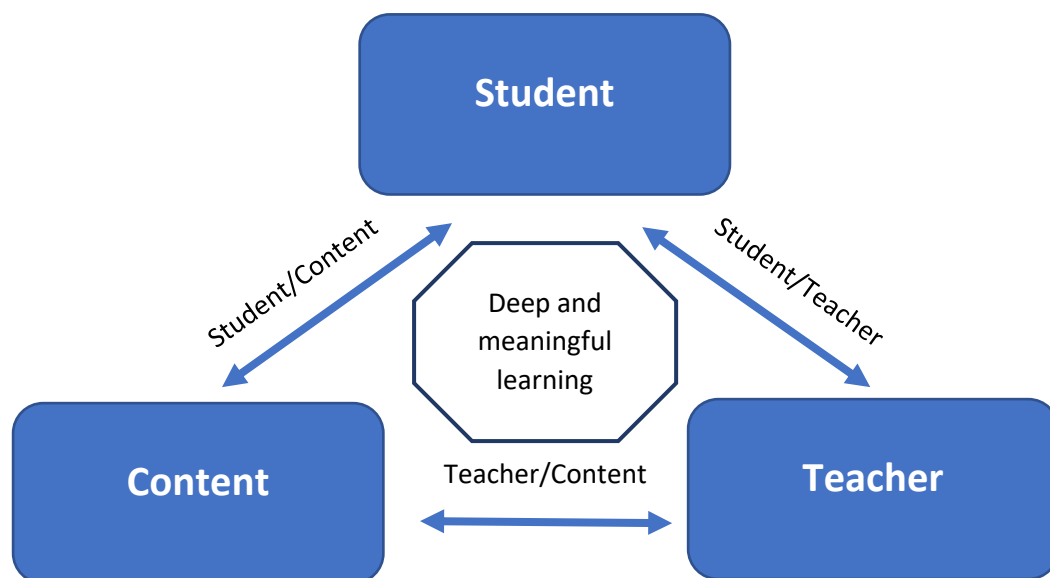 Student
Student/Content
Student/Teacher
Deep and
meaningful
learning
Content
Teacher/Content
Teacher